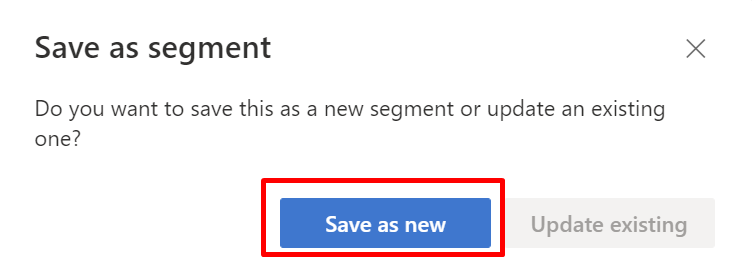 Save as segment
Do you want to save this as a new segment or update an existing
one?
Save as new
Update existing